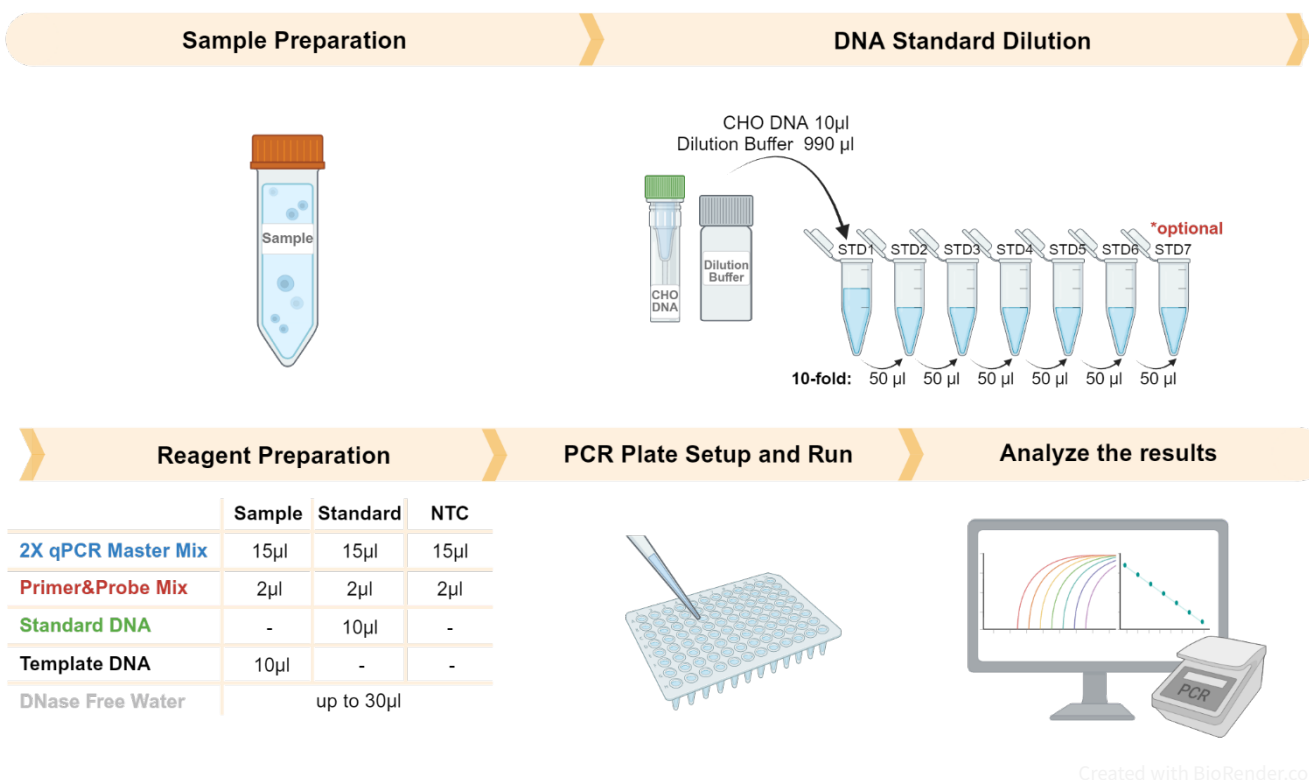 Sample Preparation
DNA Standard Dilution
Sample
CHO DNA 10µl
Dilution Buffer 990 µl
CHO
DNA
Dilution
Buffer
*optional
STD1 STD2 STD3 STD4 STD5 STD6 STD7
10-fold: 50 µl 50 µl 50 µl 50 µl 50 µl 50 µl
Reagent Preparation
PCR Plate Setup and Run
Analyze the results
Sample Standard NTC
2X qPCR Master Mix 15µl 15µl 15µl
Primer&Probe Mix 2µl 2µl 2µl
Standard DNA - 10µl -
Template DNA 10µl - -
DNase Free Water up to 30µl
PCR
Created with BioRender.co